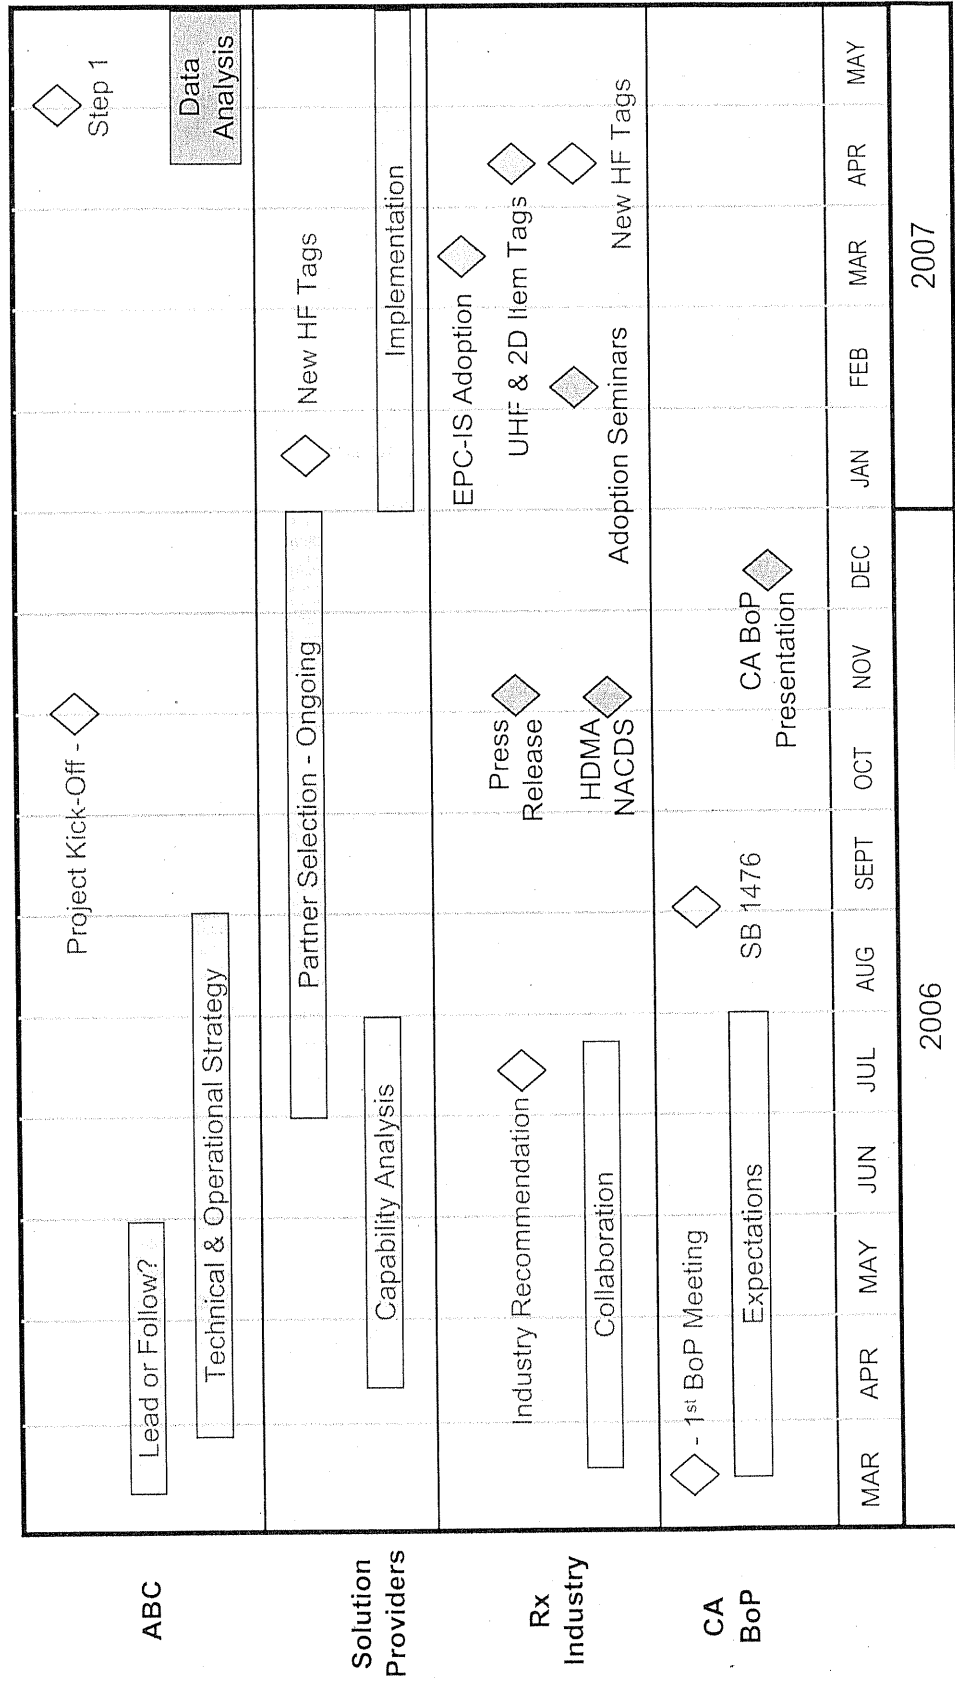 ABC
Project Kick-Off -
Step 1
Lead or Follow?
Technical & Operational Strategy
Data
Analysis
Solution
Providers
Partner Selection - Ongoing
New HF Tags
Capability Analysis
Implementation
Rx
Industry
EPC-IS Adoption
Industry Recommendation
Press
Release
UHF & 2D Item Tags
Collaboration
HDMA
NACDS
Adoption Seminars
New HF Tags
CA
BoP
- 1st BoP Meeting
Expectations
SB 1476
CA BoP
Presentation
MAR APR MAY JUN JUL AUG SEPT OCT NOV DEC JAN FEB MAR APR MAY
2006 2007